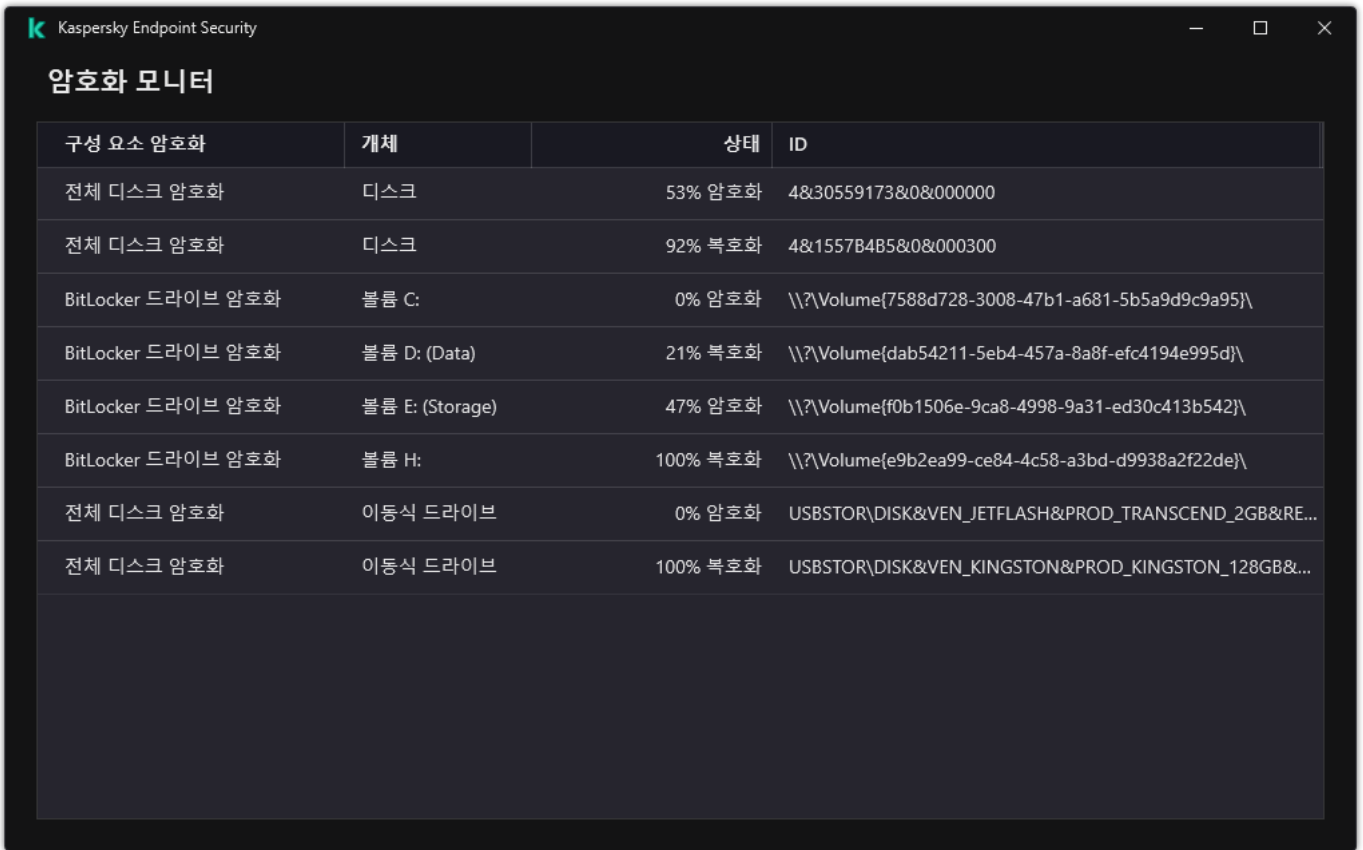 Kaspersky Endpoint Security
암호화 모니터
구성 요소 암호화 개체 상태 ID
전체 디스크 암호화 디스크 53% 암호화 4&30559173&0&000000
전체 디스크 암호화 디스크 92% 복호화 4&1557B4B5&0&000300
BitLocker 드라이브 암호화 볼륨 C: 0% 암호화 \\?\Volume{7588d728-3008-47b1-a681-5b5a9d9c9a95}\
BitLocker 드라이브 암호화 볼륨 D: (Data) 21% 복호화 \\?\Volume{dab54211-5eb4-457a-8a8f-efc4194e995d}\
BitLocker 드라이브 암호화 볼륨 E: (Storage) 47% 암호화 \\?\Volume{f0b1506e-9ca8-4998-9a31-ed30c413b542}\
BitLocker 드라이브 암호화 볼륨 H: 100% 복호화 \\?\Volume{e9b2ea99-ce84-4c58-a3bd-d9938a2f22de}\
전체 디스크 암호화 이동식 드라이브 0% 암호화 USBSTOR\DISK&VEN_JETFLASH&PROD_TRANSCEND_2GB&RE...
전체 디스크 암호화 이동식 드라이브 100% 복호화 USBSTOR\DISK&VEN_KINGSTON&PROD_KINGSTON_128GB&...